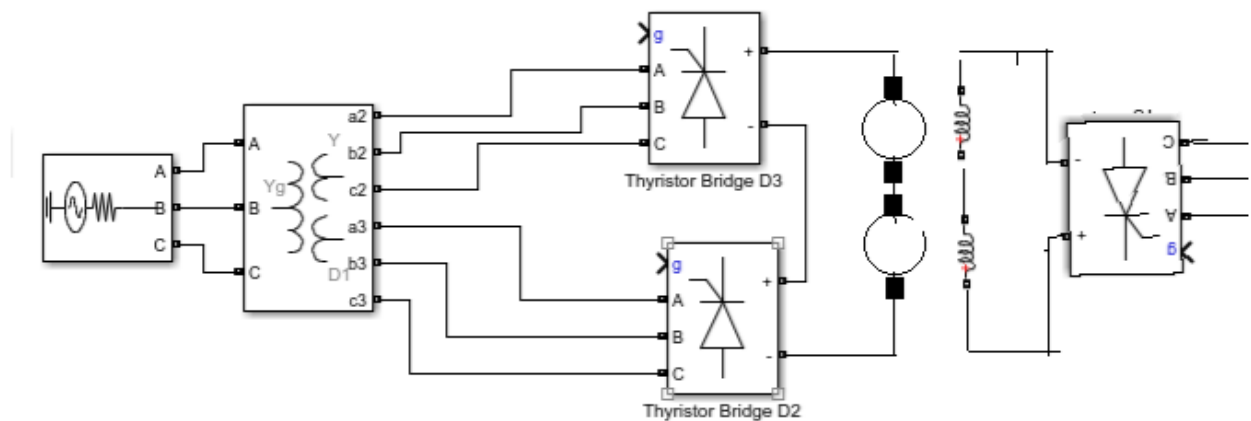 A
B
C
A
B
C
Yg
Y
D1
a2
b2
c2
a3
b3
c3
g
A
B
C
+
-
Thyristor Bridge D3
g
A
B
C
+
-
Thyristor Bridge D2
-
+
C
B
A
g